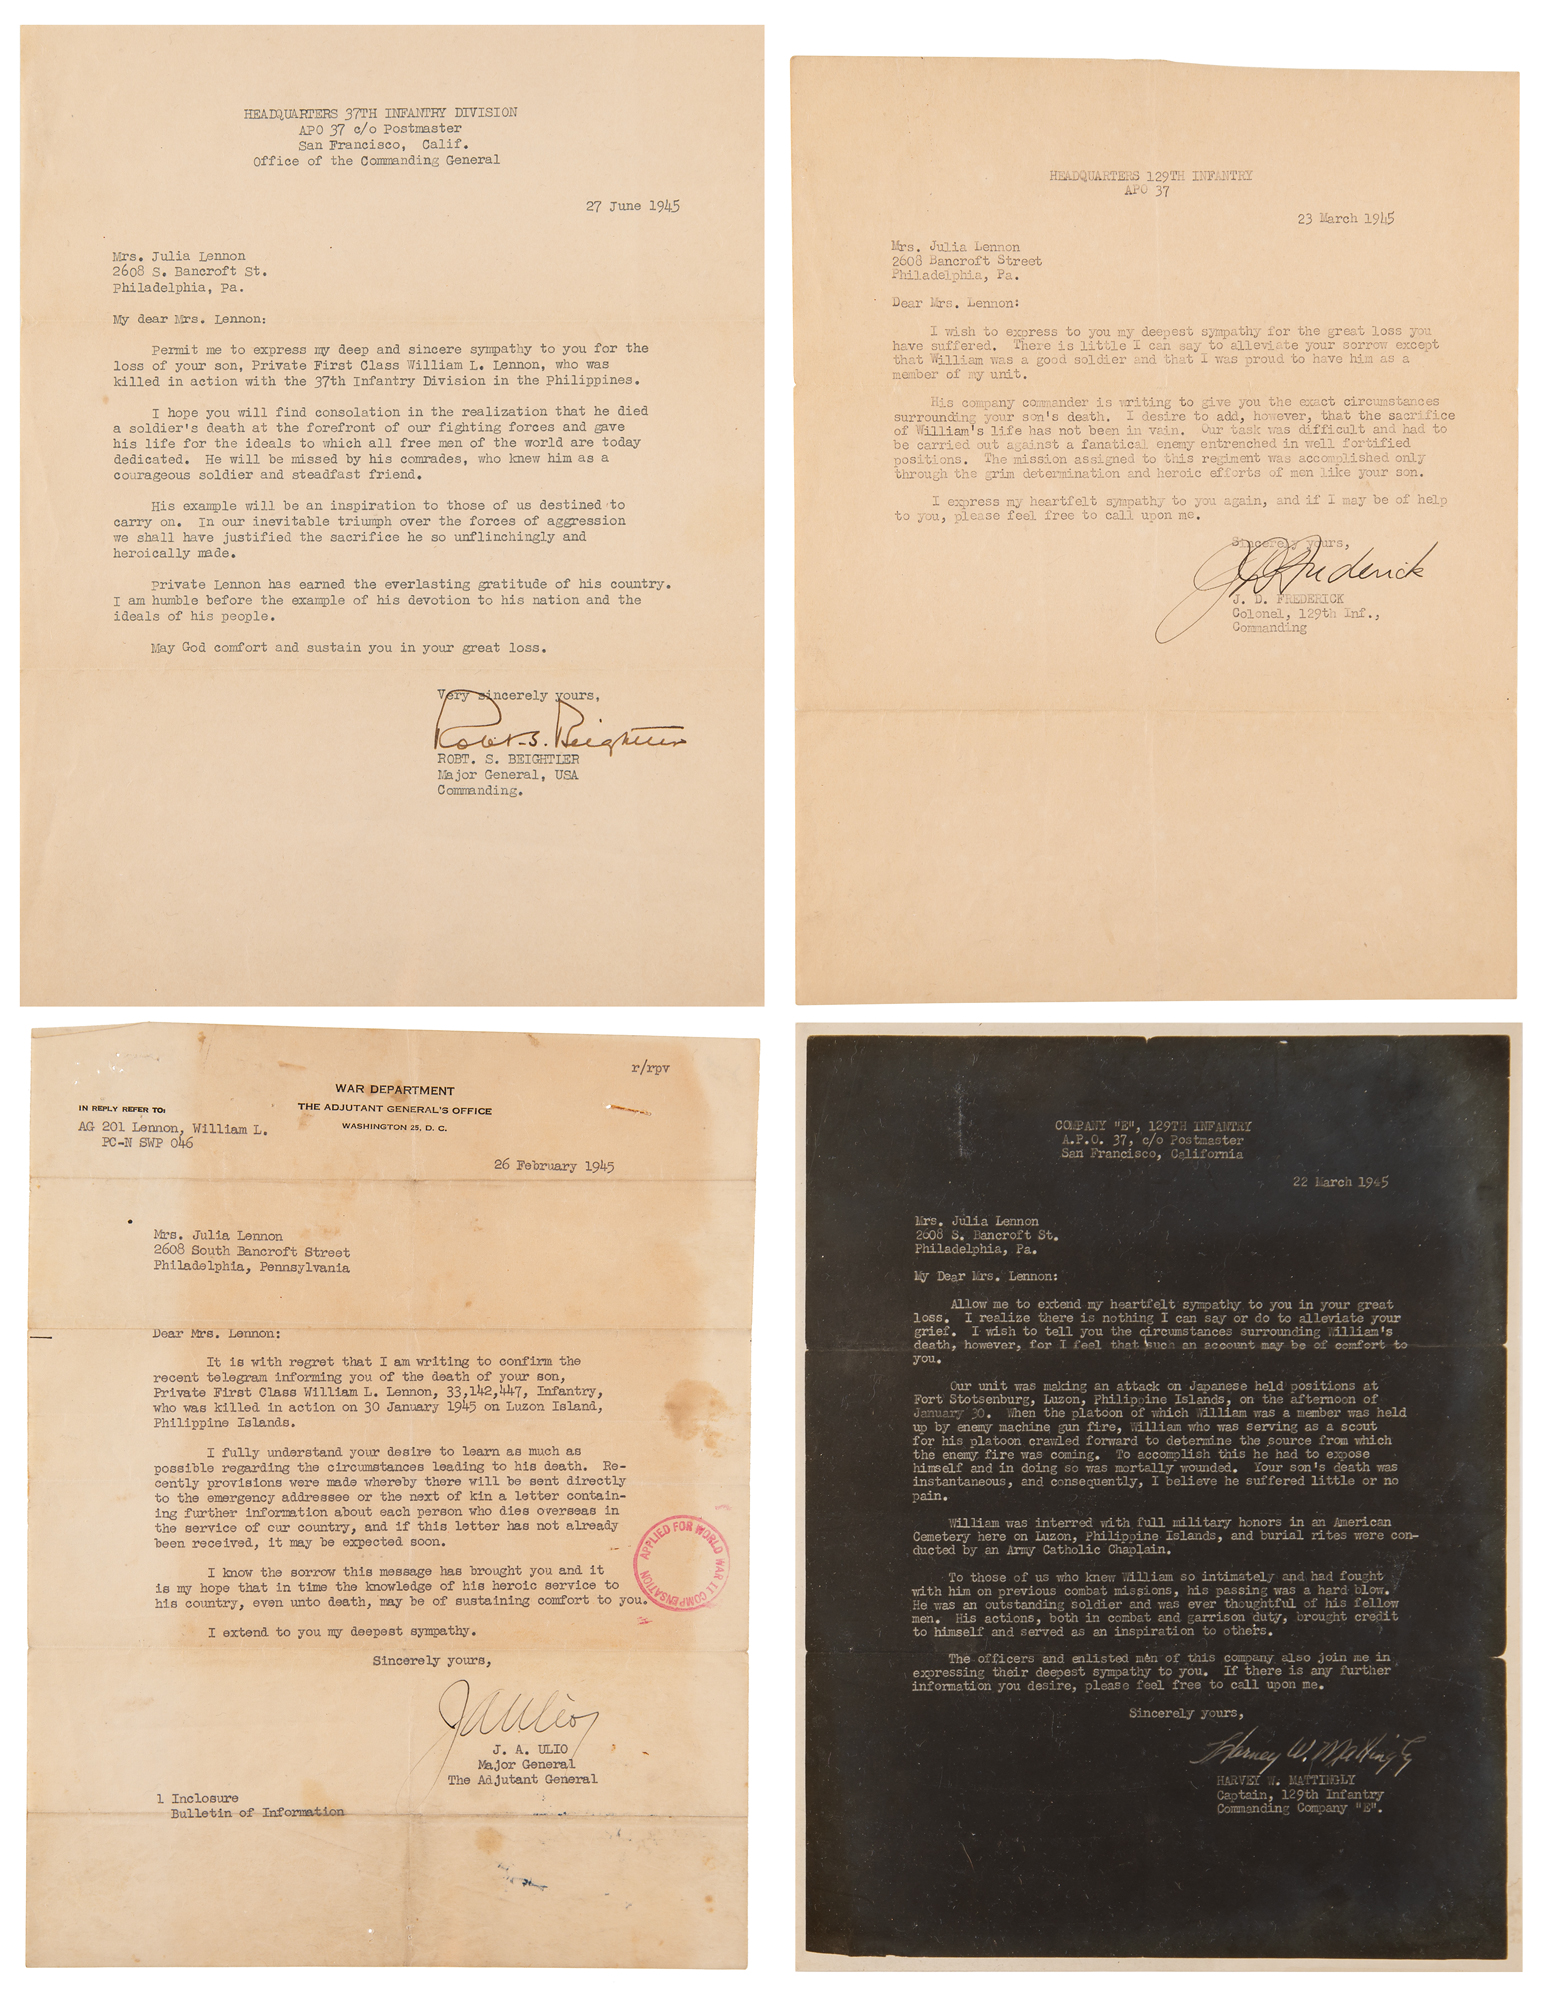 HEADQUARTERS 37TH INFANTRY DIVISION
APO 37 c/o Postmaster
San Francisco, Calif.
Office of the Commanding General
27 June 1945
Mrs. Julia Lennon
2608 S. Bancroft St.
Philadelphia, Pa.
My dear Mrs. Lennon:
Permit me to express my deep and sincere sympathy to you for the
loss of your son, Private First Class William L. Lennon, who was
killed in action with the 37th Infantry Division in the Philippines.
I hope you will find consolation in the realization that he died
a soldier's death at the forefront of our fighting forces and gave
his life for the ideals to which all free men of the world are today
dedicated. He will be missed by his comrades, who knew him as a
courageous soldier and steadfast friend.
His example will be an inspiration to those of us destined to
carry on. In our inevitable triumph over the forces of aggression
we shall have justified the sacrifice he so unflinchingly and
heroically made.
Private Lennon has earned the everlasting gratitude of his country.
I am humble before the example of his devotion to his nation and the
ideals of his people.
May God comfort and sustain you in your great loss.
Very sincerely yours,
Robt. S. Beightler
ROBT. S. BEIGHTLER
Major General, USA
Commanding.
HEADQUARTERS 129TH INFANTRY
APO 37
23 March 1945
Mrs. Julia Lennon
2608 Bancroft Street
Philadelphia, Pa.
Dear Mrs. Lennon:
I wish to express to you my deepest sympathy for the great loss you
have suffered. There is little I can say to alleviate your sorrow except
that William was a good soldier and that I was proud to have him as a
member of my unit.
His company commander is writing to give you the exact circumstances
surrounding your son's death. I desire to add, however, that the sacrifice
of William's life has not been in vain. Our task was difficult and had to
be carried out against a fanatical enemy entrenched in well fortified
positions. The mission assigned to this regiment was accomplished only
through the grim determination and heroic efforts of men like your son.
I express my heartfelt sympathy to you again, and if I may be of help
to you, please feel free to call upon me.
Sincerely yours,
J D Frederick
J. D. FREDERICK
Colonel, 129th Inf.,
Commanding
r/rpv
WAR DEPARTMENT
THE ADJUTANT GENERAL'S OFFICE
WASHINGTON 25, D. C.
IN REPLY REFER TO:
AG 201 Lennon, William L.
PC-N SWP 046
26 February 1945
Mrs. Julia Lennon
2608 South Bancroft Street
Philadelphia, Pennsylvania
Dear Mrs. Lennon:
It is with regret that I am writing to confirm the
recent telegram informing you of the death of your son,
Private First Class William L. Lennon, 33,142,447, Infantry,
who was killed in action on 30 January 1945 on Luzon Island,
Philippine Islands.
I fully understand your desire to learn as much as
possible regarding the circumstances leading to his death. Re-
cently provisions were made whereby there will be sent directly
to the emergency addressee or the next of kin a letter contain-
ing further information about each person who dies overseas in
the service of our country, and if this letter has not already
been received, it may be expected soon.
I know the sorrow this message has brought you and it
is my hope that in time the knowledge of his heroic service to
his country, even unto death, may be of sustaining comfort to you.
I extend to you my deepest sympathy.
APPLIED FOR WORLD WAR II COMPENSATION
Sincerely yours,
J A Ulio
J. A. ULIO
Major General
The Adjutant General
1 Inclosure
Bulletin of Information
COMPANY "E", 129TH INFANTRY
A.P.O. 37, c/o Postmaster
San Francisco, California
22 March 1945
Mrs. Julia Lennon
2608 S. Bancroft St.
Philadelphia, Pa.
My Dear Mrs. Lennon:
Allow me to extend my heartfelt sympathy to you in your great
loss. I realize there is nothing I can say or do to alleviate your
grief. I wish to tell you the circumstances surrounding William's
death, however, for I feel that such an account may be of comfort to
you.
Our unit was making an attack on Japanese held positions at
Fort Stotsenburg, Luzon, Philippine Islands, on the afternoon of
January 30. When the platoon of which William was a member was held
up by enemy machine gun fire, William who was serving as a scout
for his platoon crawled forward to determine the source from which
the enemy fire was coming. To accomplish this he had to expose
himself and in doing so was mortally wounded. Your son's death was
instantaneous, and consequently, I believe he suffered little or no
pain.
William was interred with full military honors in an American
Cemetery here on Luzon, Philippine Islands, and burial rites were con-
ducted by an Army Catholic Chaplain.
To those of us who knew William so intimately and had fought
with him on previous combat missions, his passing was a hard blow.
He was an outstanding soldier and was ever thoughtful of his fellow
men. His actions, both in combat and garrison duty, brought credit
to himself and served as an inspiration to others.
The officers and enlisted men of this company also join me in
expressing their deepest sympathy to you. If there is any further
information you desire, please feel free to call upon me.
Sincerely yours,
Harvey W. Mattingly
HARVEY W. MATTINGLY
Captain, 129th Infantry
Commanding Company "E".